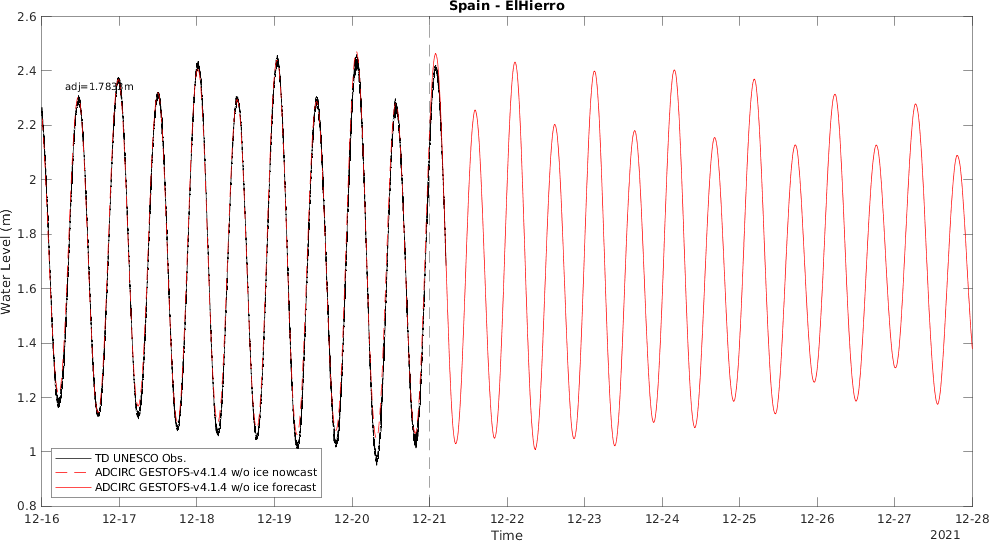 Spain - ElHierro
2.6
2.4
2.2
2
1.8
1.6
1.4
1.2
1
0.8
Water Level (m)
TD UNESCO Obs.
ADCIRC GESTOFS-v4.1.4 w/o ice nowcast
ADCIRC GESTOFS-v4.1.4 w/o ice forecast
12-16 12-17 12-18 12-19 12-20 12-21 12-22 12-23 12-24 12-25 12-26 12-27 12-28
Time
2021